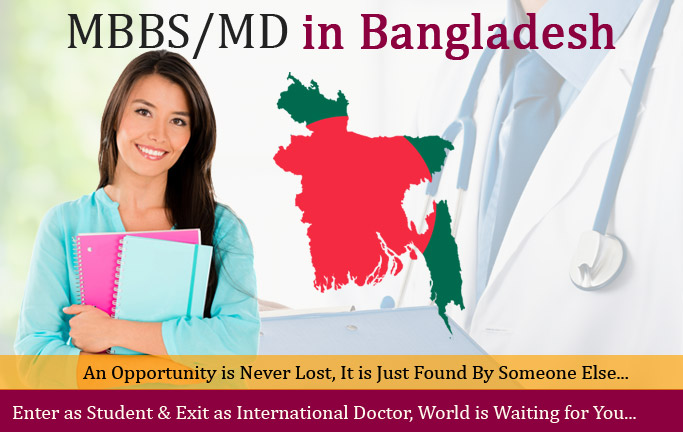 MBBS/MD in Bangladesh
An Opportunity is Never Lost, It is Just Found By Someone Else...
Enter as Student & Exit as International Doctor, World is Waiting for You...